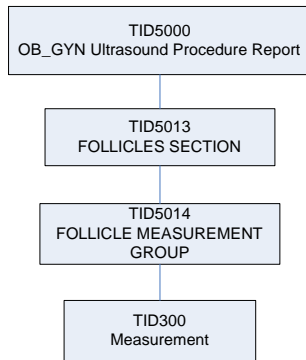 TID5000
OB_GYN Ultrasound Procedure Report
TID5013
FOLLICLES SECTION
TID5014
FOLLICLE MEASUREMENT
GROUP
TID300
Measurement